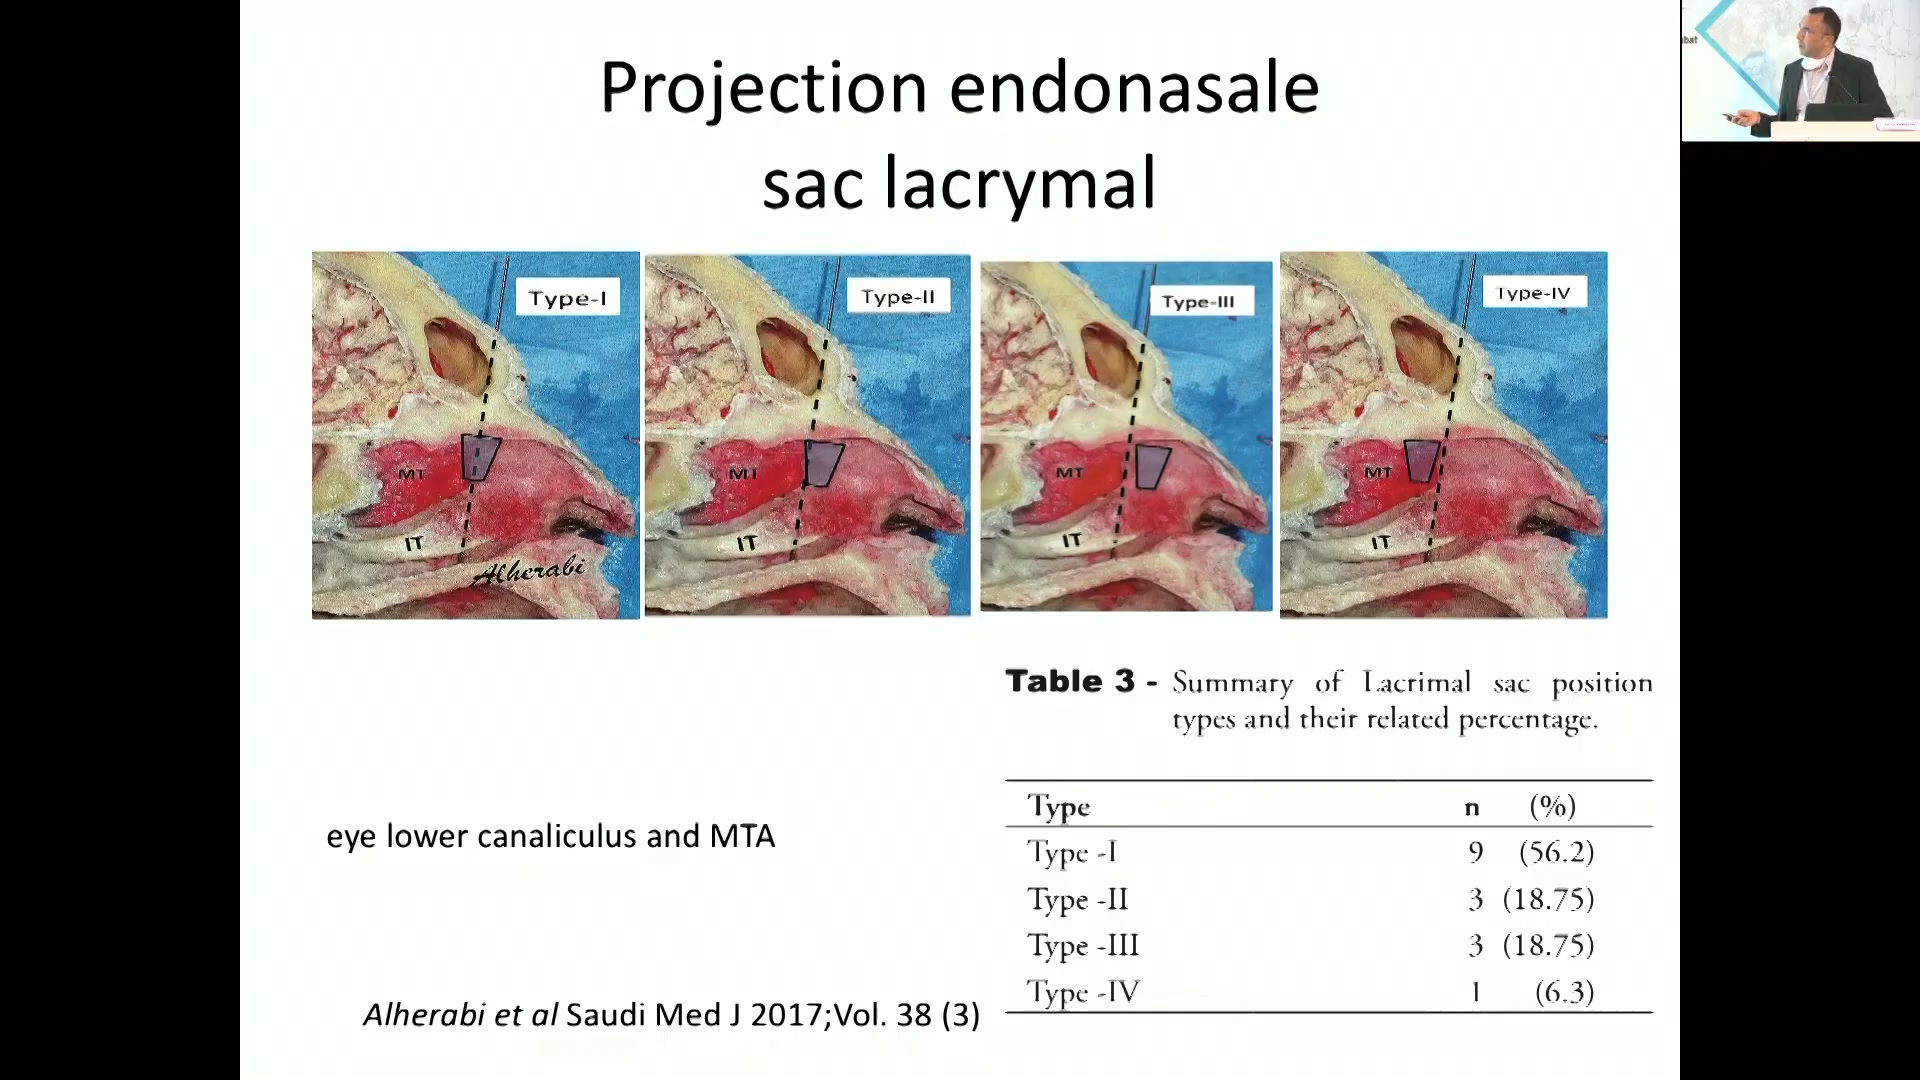 Projection endonasale
sac lacrymal
Type-I
Type-II
Type-III
Type-IV
MT
MT
MT
MT
IT
IT
IT
IT
Alherabi
Table 3 - Summary of Lacrimal sac position
types and their related percentage.
Type n (%)
Type -I 9 (56.2)
Type -II 3 (18.75)
Type -III 3 (18.75)
Type -IV 1 (6.3)
eye lower canaliculus and MTA
Alherabi et al Saudi Med J 2017;Vol. 38 (3)